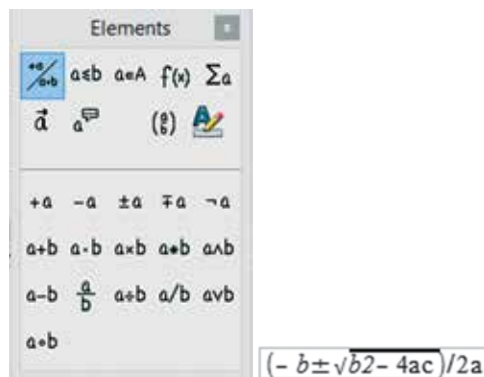 Elements
+a/a∘b a≤b a∈A f(x) Σa
a⃗ a (a b)
+a -a ±a ∓a ¬a
a+b a·b a×b a∗b a∧b
a-b a/b a÷b a/b a∨b
a∘b
(- b±√b2- 4ac)/2a